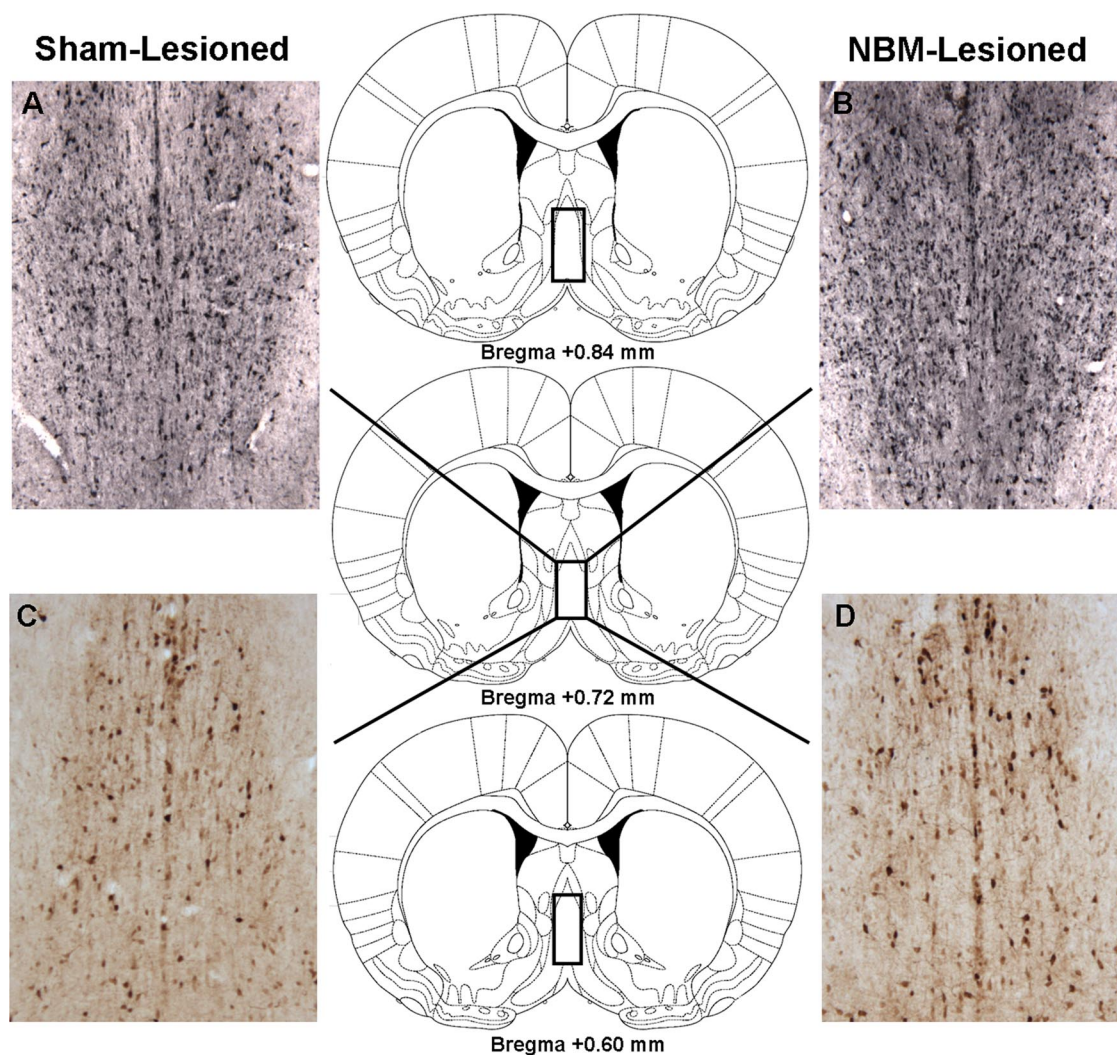 Sham-Lesioned
NBM-Lesioned
A
B
Bregma +0.84 mm
C
D
Bregma +0.72 mm
Bregma +0.60 mm